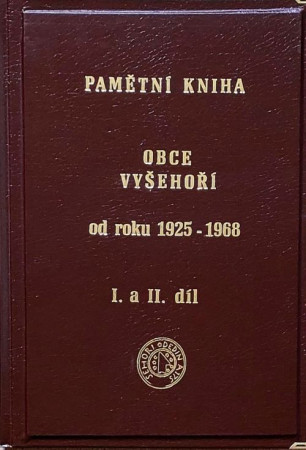 PAMĚTNÍ KNIHA
OBCE
VYŠEHOŘÍ
od roku 1925 - 1968
I. a II. díl